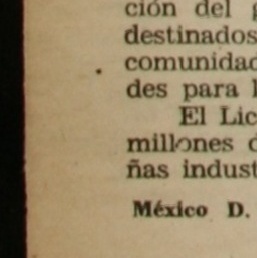 ción del
destinados
comunidad
des para
El Lic
millones
ñas indust
México D.